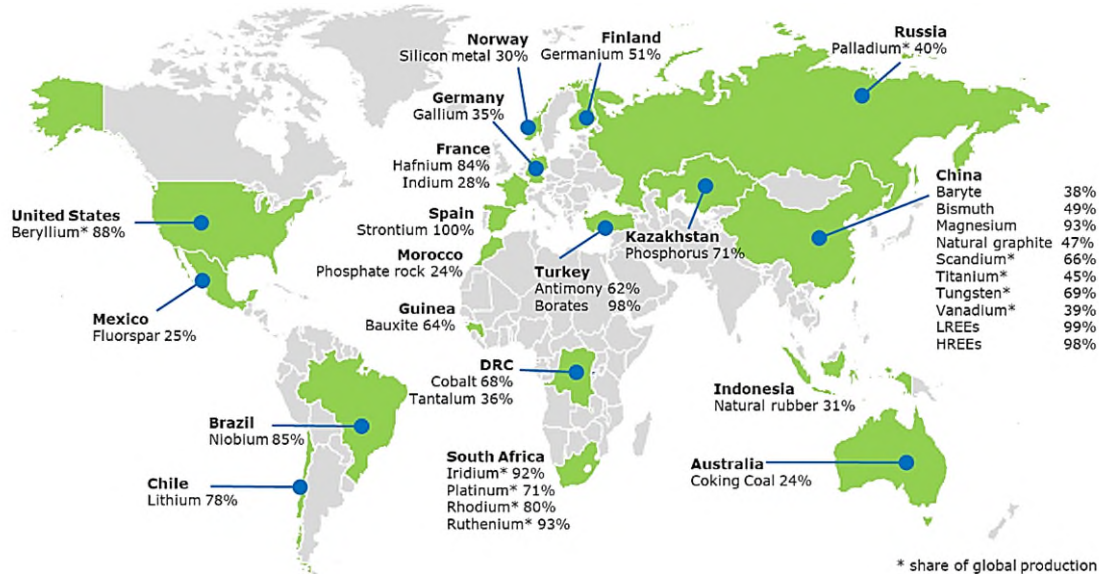 Norway
Silicon metal 30%
Finland
Germanium 51%
Russia
Palladium* 40%
Germany
Gallium 35%
France
Hafnium 84%
Indium 28%
United States
Beryllium* 88%
Spain
Strontium 100%
Kazakhstan
Phosphorus 71%
China
Baryte 38%
Bismuth 49%
Magnesium 93%
Natural graphite 47%
Scandium* 66%
Titanium* 45%
Tungsten* 69%
Vanadium* 39%
LREEs 99%
HREEs 98%
Morocco
Phosphate rock 24%
Turkey
Antimony 62%
Borates 98%
Mexico
Fluorspar 25%
Guinea
Bauxite 64%
DRC
Cobalt 68%
Tantalum 36%
Indonesia
Natural rubber 31%
Brazil
Niobium 85%
South Africa
Iridium* 92%
Platinum* 71%
Rhodium* 80%
Ruthenium* 93%
Australia
Coking Coal 24%
Chile
Lithium 78%
* share of global production